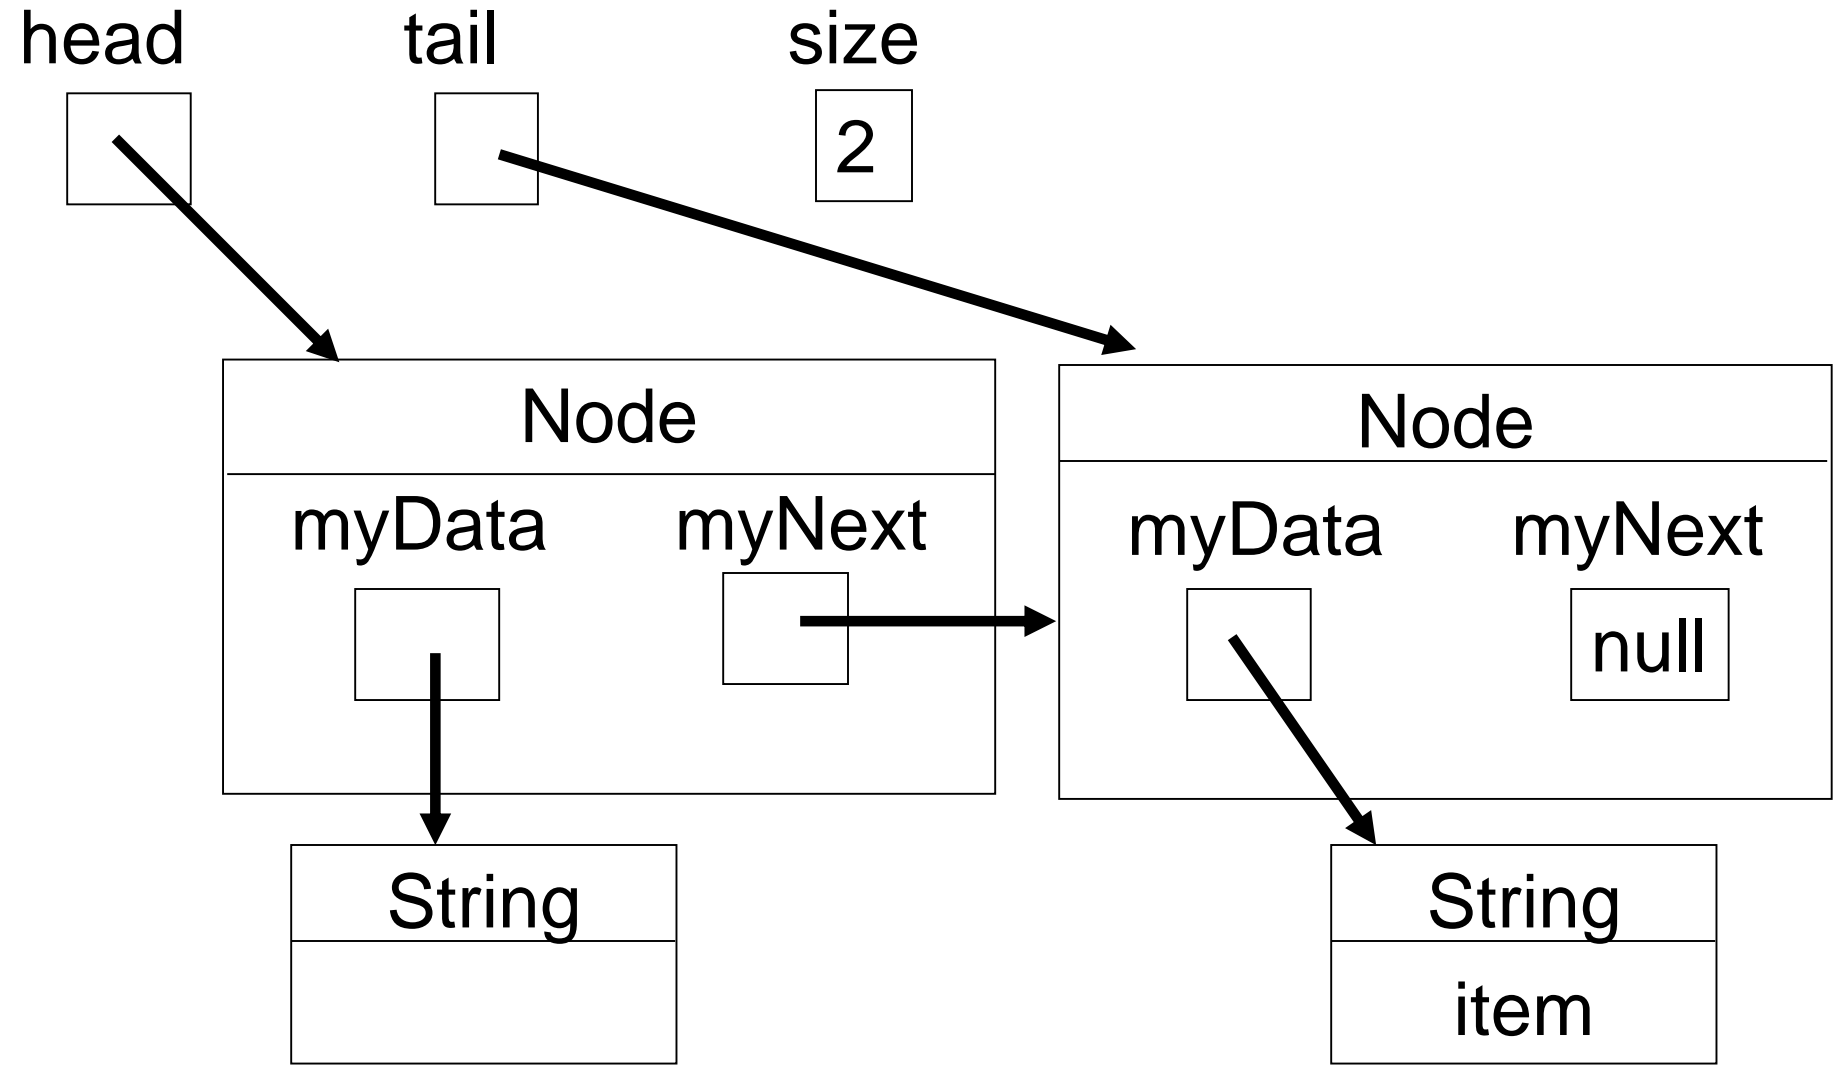 head tail size
2
Node
Node
myData myNext
myData myNext
null
String
String
item